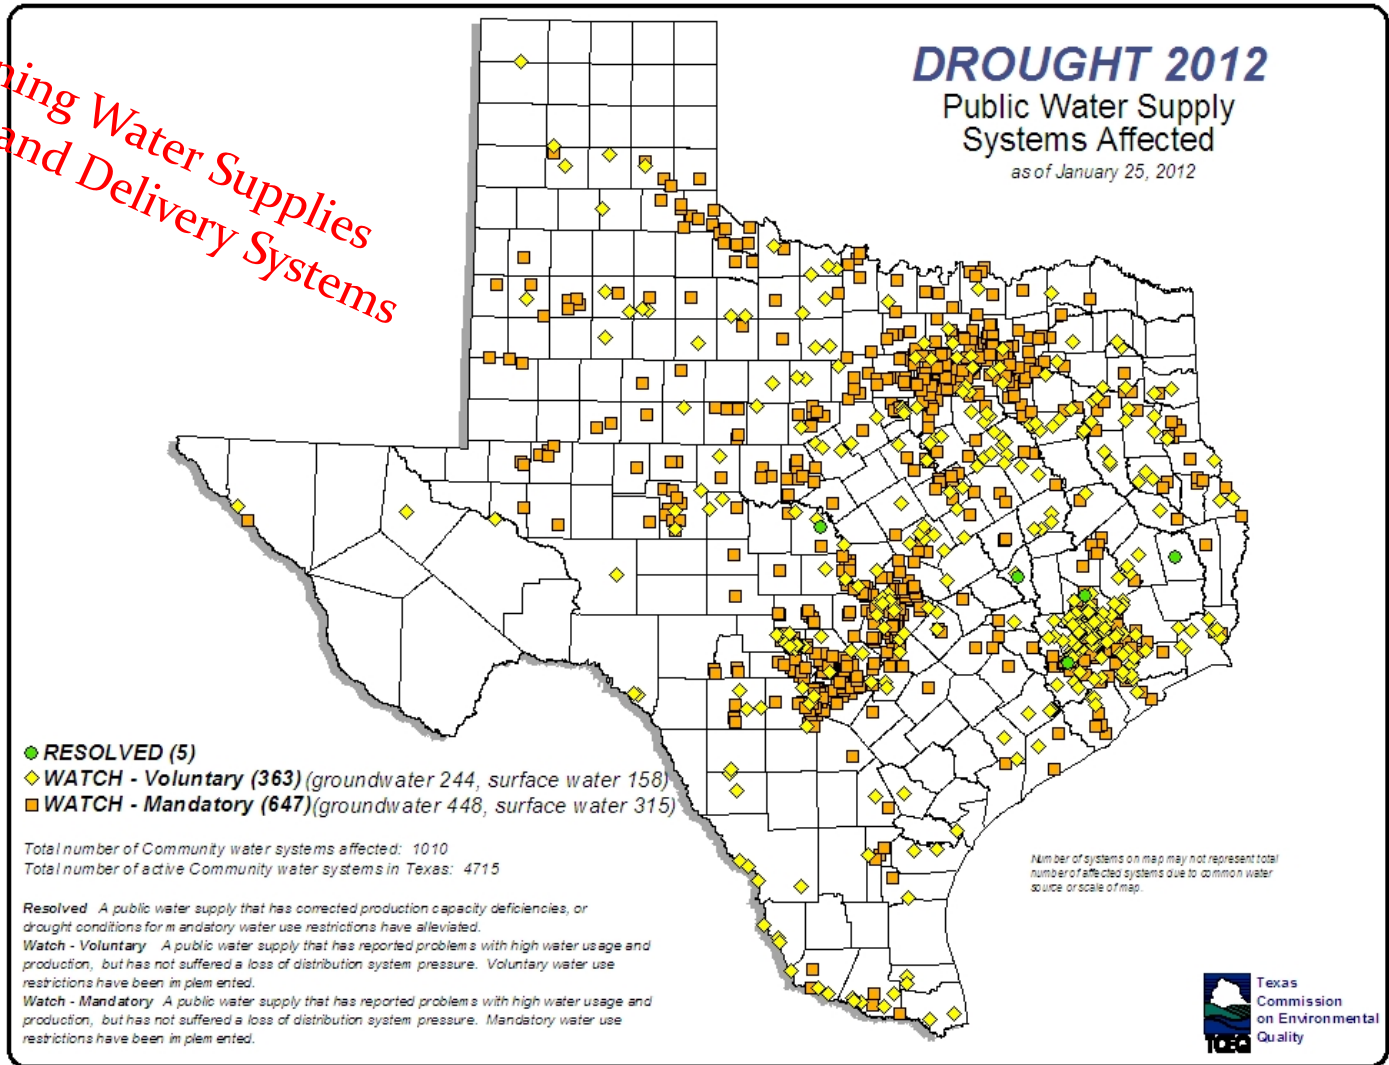 ning Water Supplies
and Delivery Systems
DROUGHT 2012
Public Water Supply
Systems Affected
as of January 25, 2012
RESOLVED (5)
WATCH - Voluntary (363) (groundwater 244, surface water 158)
WATCH - Mandatory (647) (groundwater 448, surface water 315)
Total number of Community water systems affected: 1010
Total number of active Community water systems in Texas: 4715
Resolved A public water supply that has corrected production capacity deficiencies, or
drought conditions for mandatory water use restrictions have alleviated.
Watch - Voluntary A public water supply that has reported problems with high water usage and
production, but has not suffered a loss of distribution system pressure. Voluntary water use
restrictions have been implemented.
Watch - Mandatory A public water supply that has reported problems with high water usage and
production, but has not suffered a loss of distribution system pressure. Mandatory water use
restrictions have been implemented.
Number of systems on map may not represent total
number of affected systems due to common water
source or scale of map.
TCEQ
Texas
Commission
on Environmental
Quality